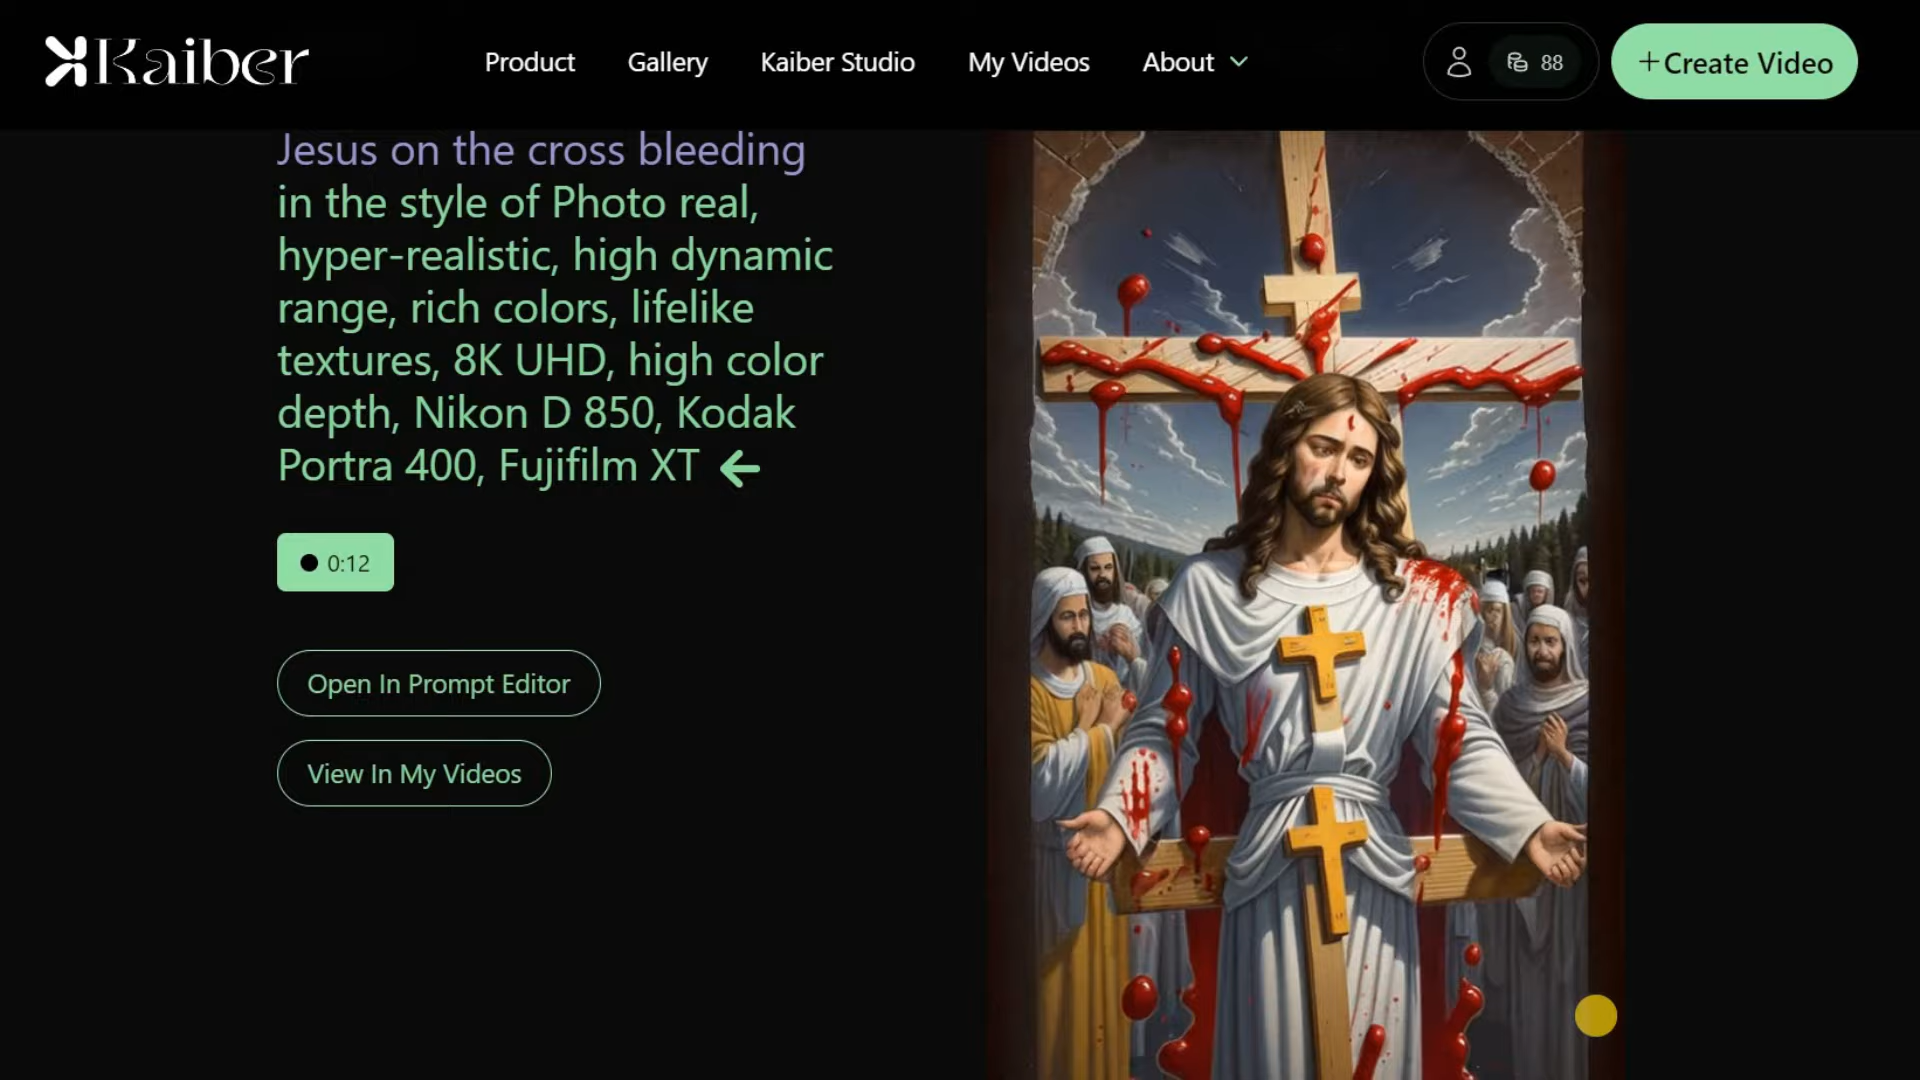 Kaiber
Product
Gallery
Kaiber Studio
My Videos
About
88
+Create Video
Jesus on the cross bleeding
in the style of Photo real,
hyper-realistic, high dynamic
range, rich colors, lifelike
textures, 8K UHD, high color
depth, Nikon D 850, Kodak
Portra 400, Fujifilm XT
0:12
Open In Prompt Editor
View In My Videos